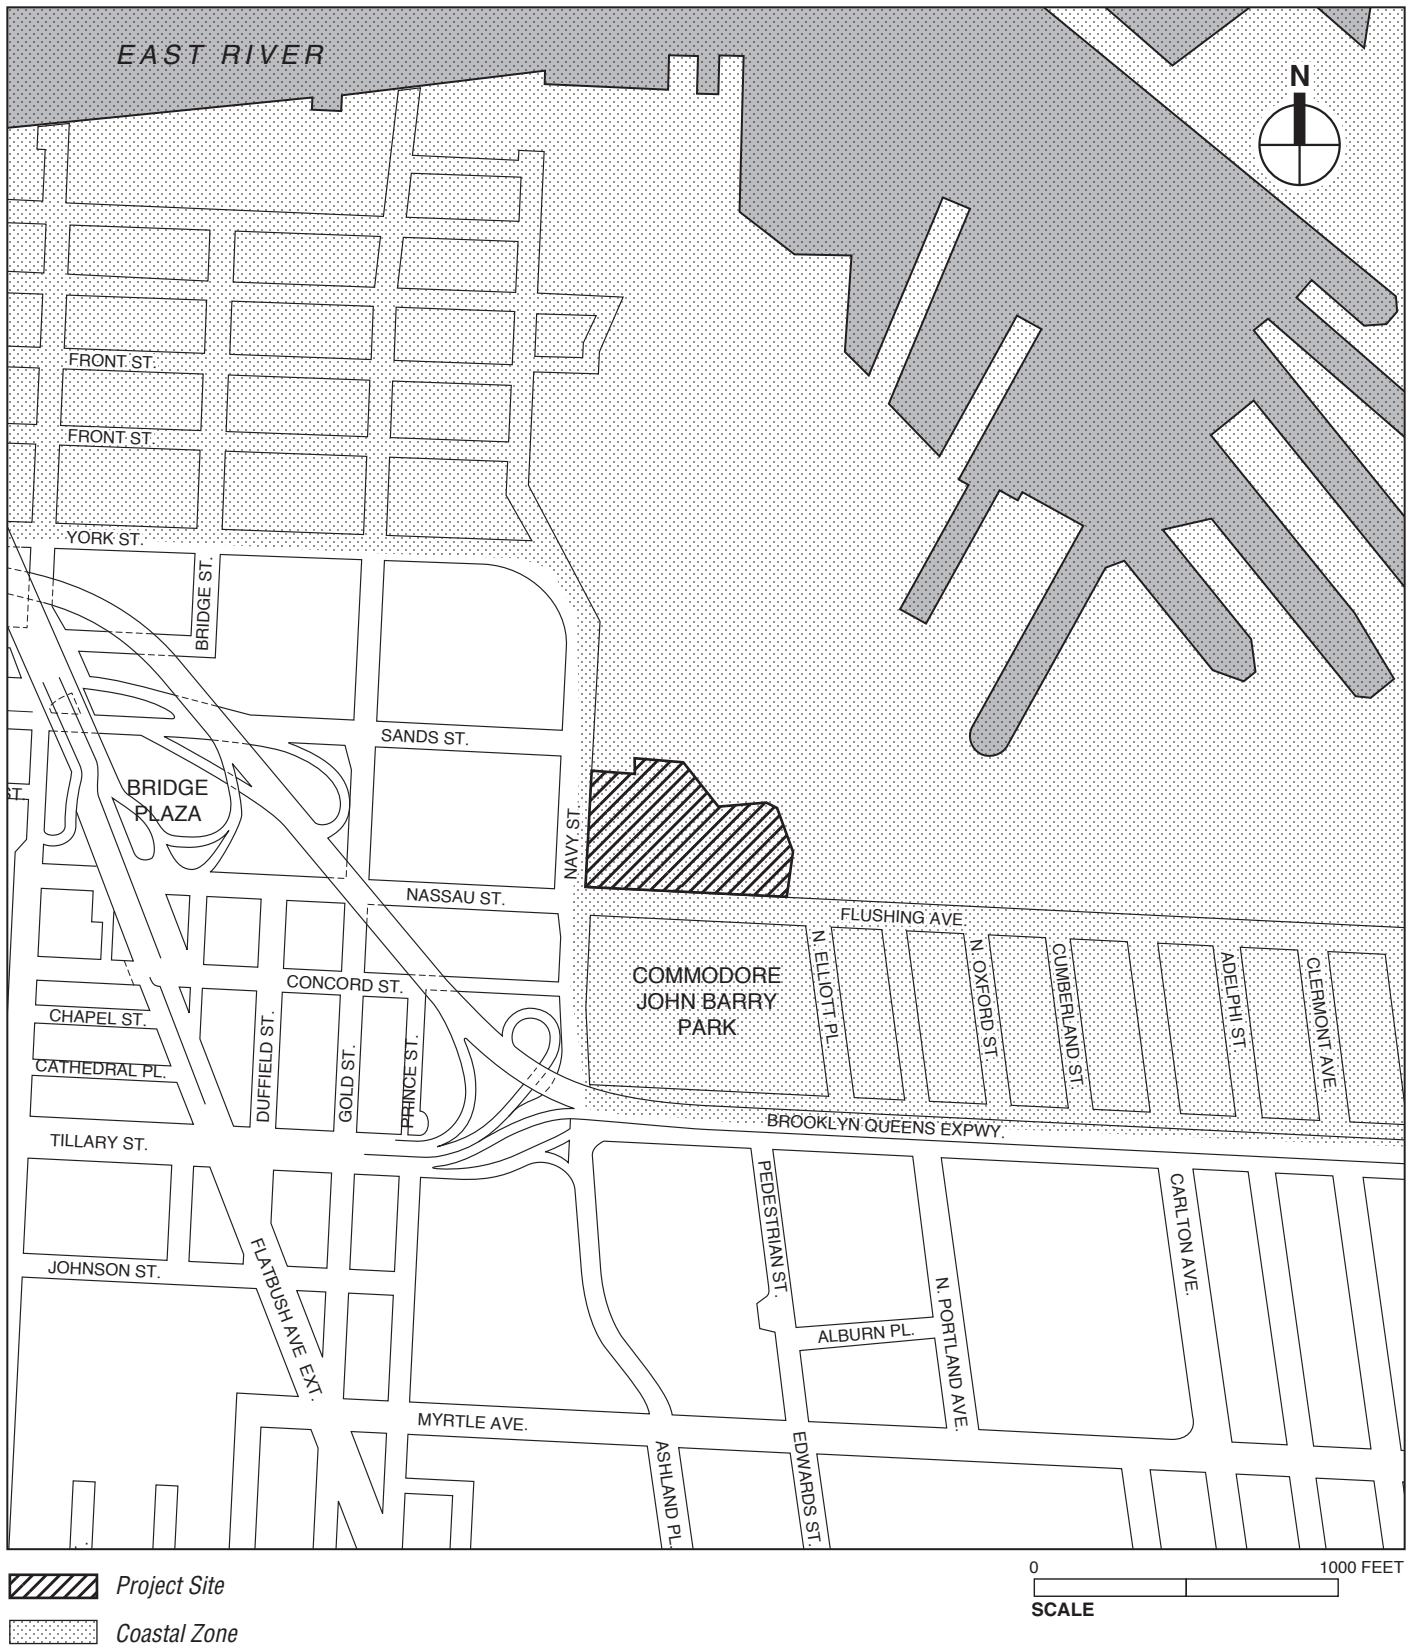 EAST RIVER
N
FRONT ST.
FRONT ST.
YORK ST.
BRIDGE ST.
SANDS ST.
BRIDGE
PLAZA
ST.
NAVY ST.
NASSAU ST.
FLUSHING AVE.
COMMODORE
JOHN BARRY
PARK
N. ELLIOTT PL.
N. OXFORD ST.
CUMBERLAND ST.
ADELPHI ST.
CLERMONT AVE.
CONCORD ST.
CHAPEL ST.
CATHEDRAL PL.
DUFFIELD ST.
GOLD ST.
PRINCE ST.
TILLARY ST.
BROOKLYN QUEENS EXPWY.
PEDESTRIAN ST.
CARLTON AVE.
JOHNSON ST.
FLATBUSH AVE EXT.
N. PORTLAND AVE.
ALBURN PL.
MYRTLE AVE.
ASHLAND PL.
EDWARDS ST.
0 1000 FEET
SCALE
Project Site
Coastal Zone